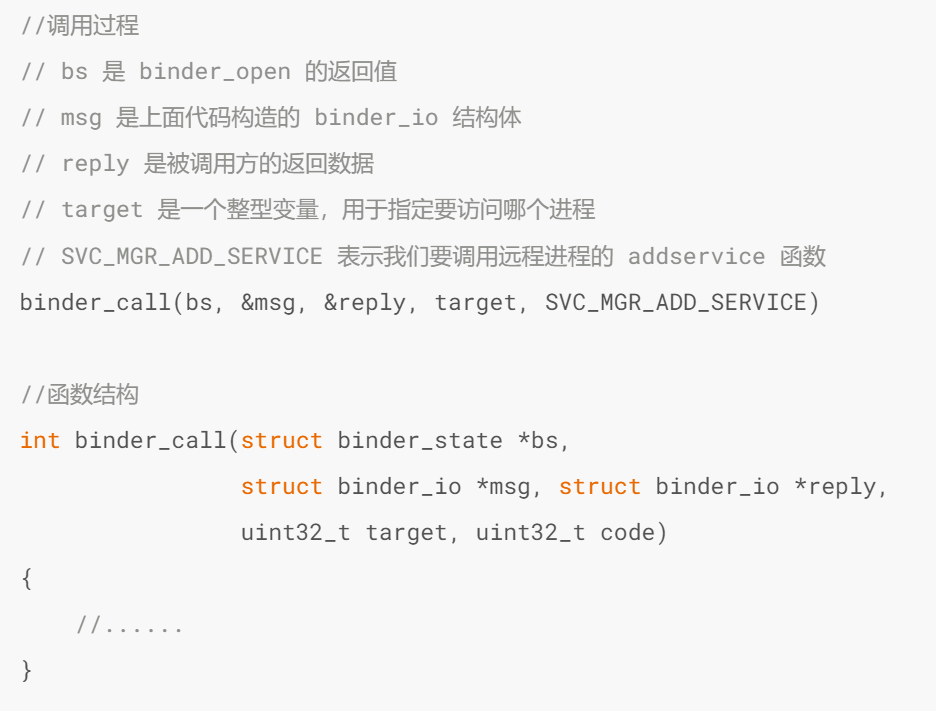 //调用过程
// bs 是 binder_open 的返回值
// msg 是上面代码构造的 binder_io 结构体
// reply 是被调用方的返回数据
// target 是一个整型变量，用于指定要访问哪个进程
// SVC_MGR_ADD_SERVICE 表示我们要调用远程进程的 addservice 函数
binder_call(bs, &msg, &reply, target, SVC_MGR_ADD_SERVICE)
//函数结构
int binder_call(struct binder_state *bs,
struct binder_io *msg, struct binder_io *reply,
uint32_t target, uint32_t code)
{
//......
}